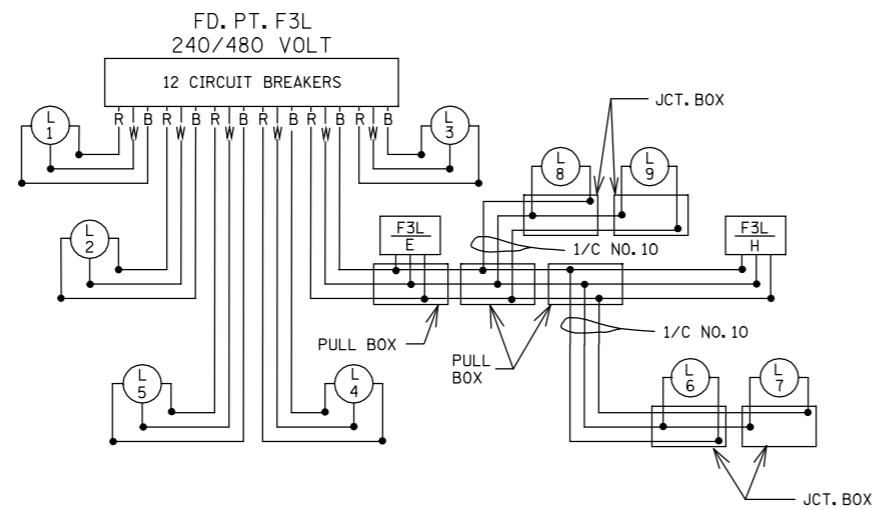 FD. PT. F3L
240/480 VOLT
12 CIRCUIT BREAKERS
R W B R W B R W B R W B R W B R W B
L
1
L
3
JCT. BOX
L
8
L
9
L
2
F3L
E
F3L
H
1/C NO. 10
1/C NO. 10
PULL BOX
PULL
BOX
L
5
L
4
L
6
L
7
JCT. BOX